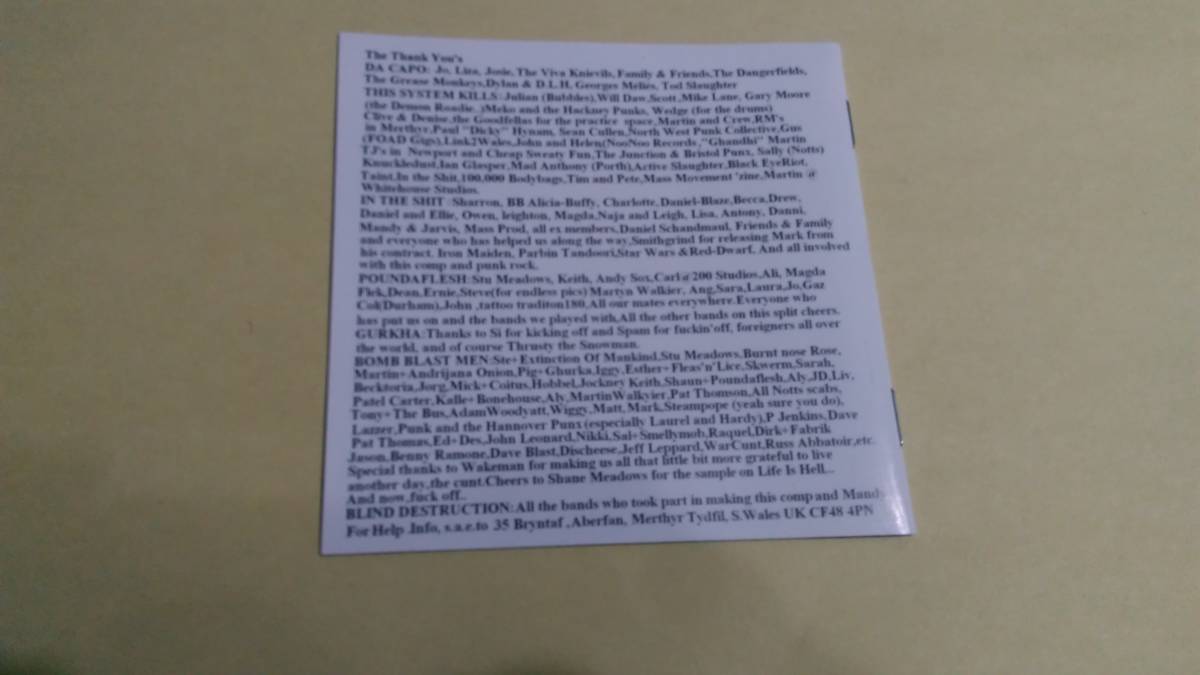 The Thank You's
DA CAPO: Jo, Liza, Josie, The Viva Knievils, Family & Friends,The Dangerfields,
The Grease Monkeys,Dylan & D.L.H, Georges Melies, Tod Slaughter
THIS SYSTEM KILLS:Julian (Bubbles),Will Daw,Scott,Mike Lane, Gary Moore
(the Demon Roadie. )Meko and the Hackney Punks, Wedge (for the drums)
Clive & Denise,the Goodfellas for the practice space,Martin and Crew,RM's
in Merthyr,Paul "Dicky" Hynam, Sean Cullen,North West Punk Collective,Gus
(FOAD Gigs),Link2Wales,John and Helen(NooNoo Records ,"Ghandhi" Martin
TJ's in Newport and Cheap Sweaty Fun,The Junction & Bristol Punx, Sally (Notts)
Knuckledust,Ian Glasper,Mad Anthony (Porth),Active Slaughter,Black EyeRiot,
Taint,In the Shit,100,000 Bodybags,Tim and Pete,Mass Movement 'zine,Martin @
Whitehouse Studios.
IN THE SHIT :Sharron, BB Alicia-Buffy, Charlotte,Daniel-Blaze,Becca,Drew,
Daniel and Ellie, Owen, leighton, Magda,Naja and Leigh, Lisa, Antony, Danni,
Mandy & Jarvis, Mass Prod, all ex members,Daniel Schandmaul, Friends & Family
and everyone who has helped us along the way,Smithgrind for releasing Mark from
his contract, Iron Maiden, Parbin Tandoori,Star Wars &Red-Dwarf, And all involved
with this comp and punk rock.
POUNDAFLESH:Stu Meadows, Keith, Andy Sox,Carl@200 Studios,Ali, Magda
Flek,Dean,Ernie,Steve(for endless pics) Martyn Walkier, Ang,Sara,Laura,Jo,Gaz
Col(Durham),John ,tattoo traditon180,All our mates everywhere.Everyone who
has put us on and the bands we played with,All the other bands on this split cheers.
GURKHA:Thanks to Si for kicking off and Spam for fuckin'off, foreigners all over
the world, and of course Thrusty the Snowman.
BOMB BLAST MEN:Ste+Extinction Of Mankind,Stu Meadows,Burnt nose Rose,
Martin+Andrijana Onion,Pig+Ghurka,Iggy,Esther+Fleas'n'Lice,Skwerm,Sarah,
Becktoria,Jorg,Mick+Coitus,Hobbel,Jockney Keith,Shaun+Poundaflesh,Aly,JD,Liv,
Patel Carter,Kalle+Bonehouse,Aly,MartinWalkyier,Pat Thomson,All Notts scabs,
Tony+The Bus,AdamWoodyatt,Wiggy,Matt,Mark,Steampope (yeah sure you do),
Lazzer,Punk and the Hannover Punx(especially Laurel and Hardy),P Jenkins,Dave
Pat Thomas,Ed+Des,John Leonard,Nikki,Sal+Smellymob,Raquel,Dirk+Fabrik
Jason,Benny Ramone,Dave Blast,Discheese,Jeff Leppard,WarCunt,Russ Abbatoir,etc.
Special thanks to Wakeman for making us all that little bit more grateful to live
another day,the cunt.Cheers to Shane Meadows for the sample on Life Is Hell...
And now,fuck off..
BLIND DESTRUCTION:All the bands who took part in making this comp and Mandy
For Help .Info, s.a.e.to 35 Bryntaf ,Aberfan, Merthyr Tydfil, S.Wales UK CF48 4PN